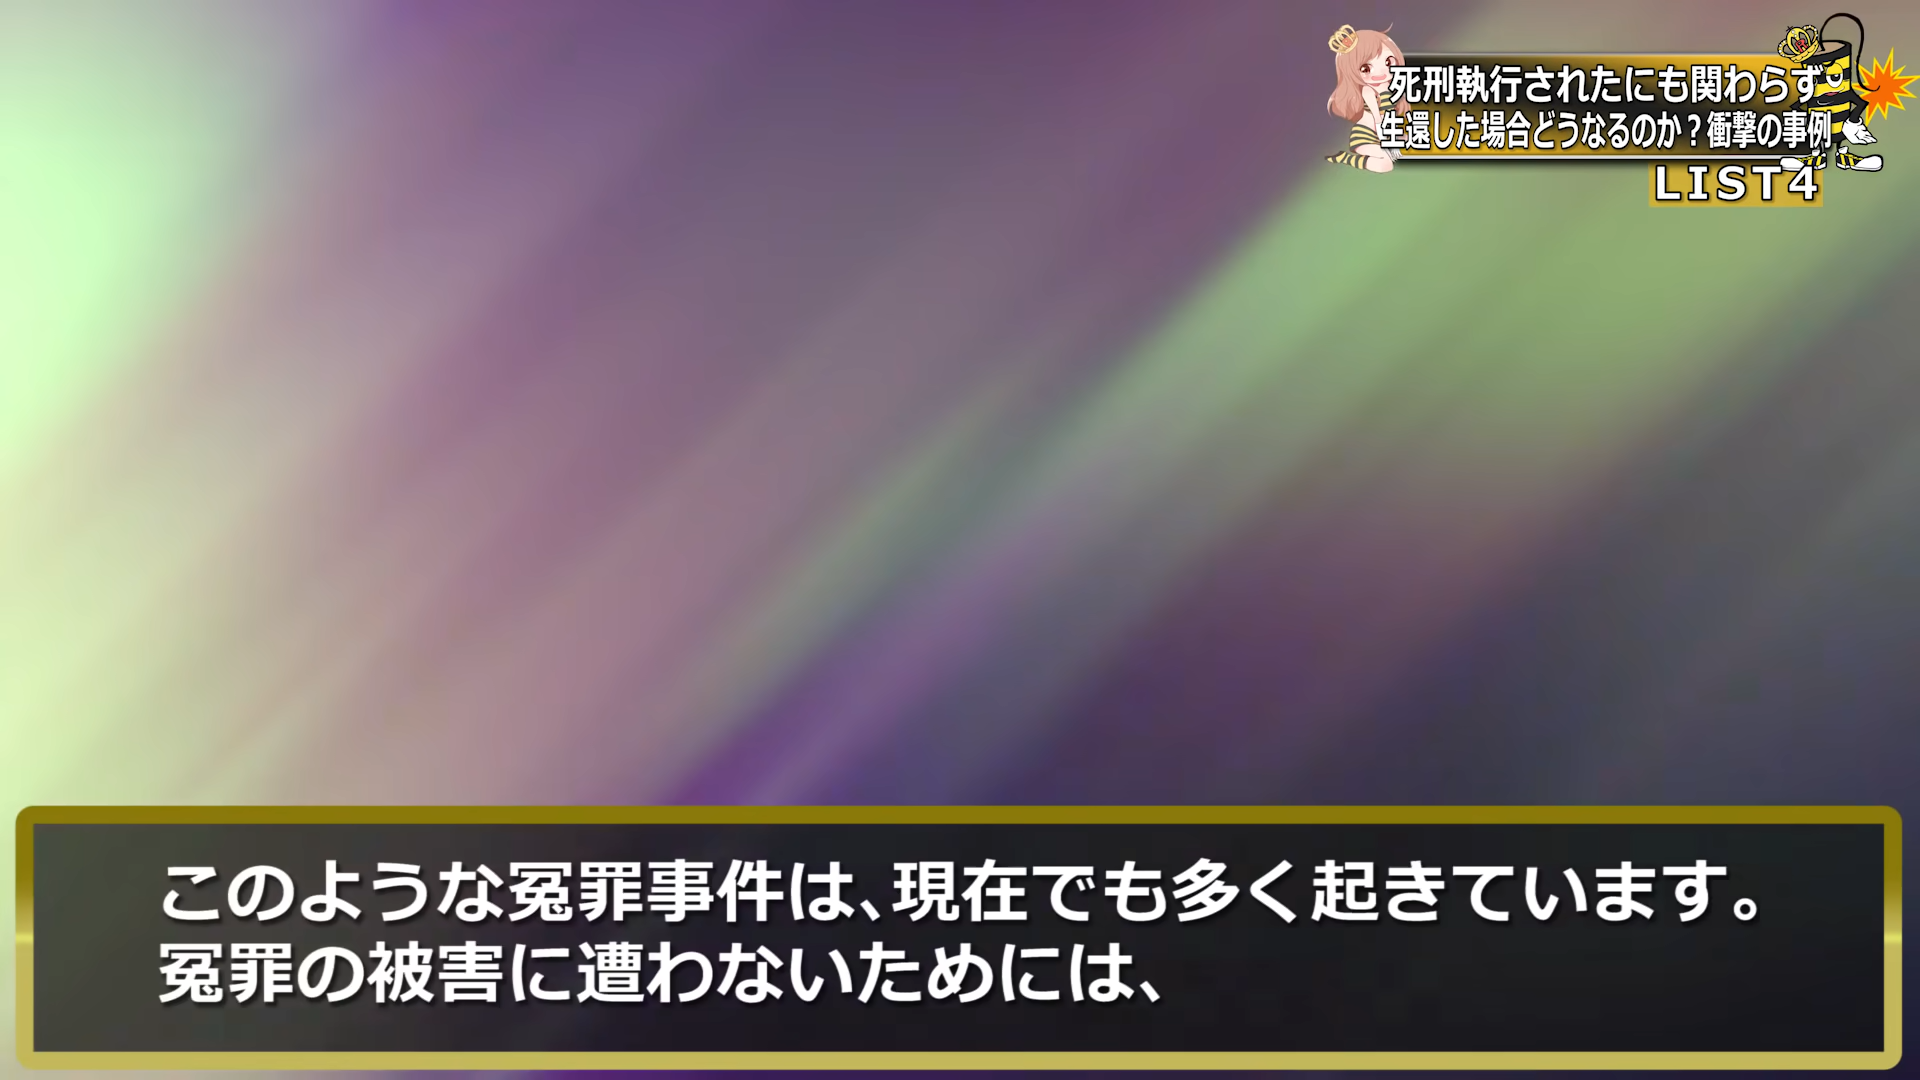 死刑執行されたにも関わらず
生還した場合どうなるのか？衝撃の事例
LIST4
このような冤罪事件は、現在でも多く起きています。
冤罪の被害に遭わないためには、